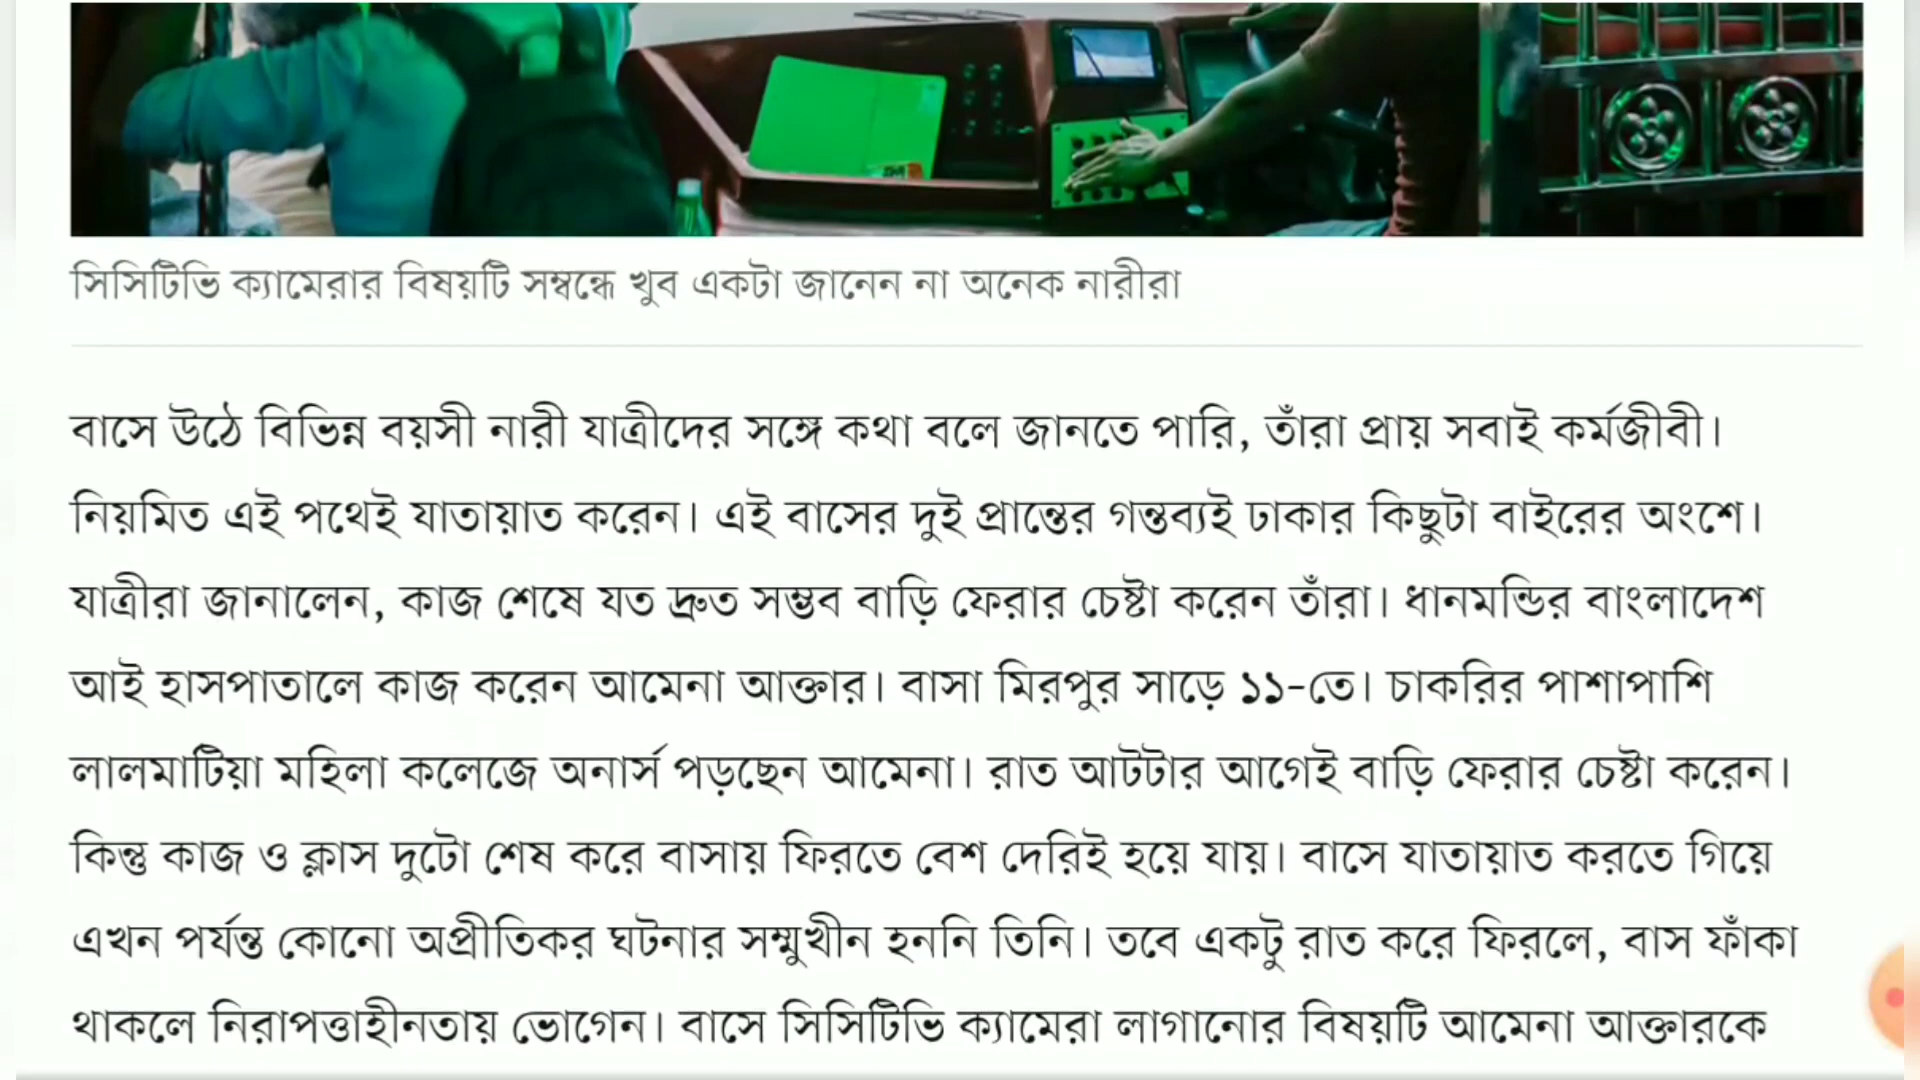 সিসিটিভি ক্যামেরার বিষয়টি সম্বন্ধে খুব একটা জানেন না অনেক নারীরা
বাসে উঠে বিভিন্ন বয়সী নারী যাত্রীদের সঙ্গে কথা বলে জানতে পারি, তাঁরা প্রায় সবাই কর্মজীবী।
নিয়মিত এই পথেই যাতায়াত করেন। এই বাসের দুই প্রান্তের গন্তব্যই ঢাকার কিছুটা বাইরের অংশে।
যাত্রীরা জানালেন, কাজ শেষে যত দ্রুত সম্ভব বাড়ি ফেরার চেষ্টা করেন তাঁরা। ধানমন্ডির বাংলাদেশ
আই হাসপাতালে কাজ করেন আমেনা আক্তার। বাসা মিরপুর সাড়ে ১১-তে। চাকরির পাশাপাশি
লালমাটিয়া মহিলা কলেজে অনার্স পড়ছেন আমেনা। রাত আটটার আগেই বাড়ি ফেরার চেষ্টা করেন।
কিন্তু কাজ ও ক্লাস দুটো শেষ করে বাসায় ফিরতে বেশ দেরিই হয়ে যায়। বাসে যাতায়াত করতে গিয়ে
এখন পর্যন্ত কোনো অপ্রীতিকর ঘটনার সম্মুখীন হননি তিনি। তবে একটু রাত করে ফিরলে, বাস ফাঁকা
থাকলে নিরাপত্তাহীনতায় ভোগেন। বাসে সিসিটিভি ক্যামেরা লাগানোর বিষয়টি আমেনা আক্তারকে